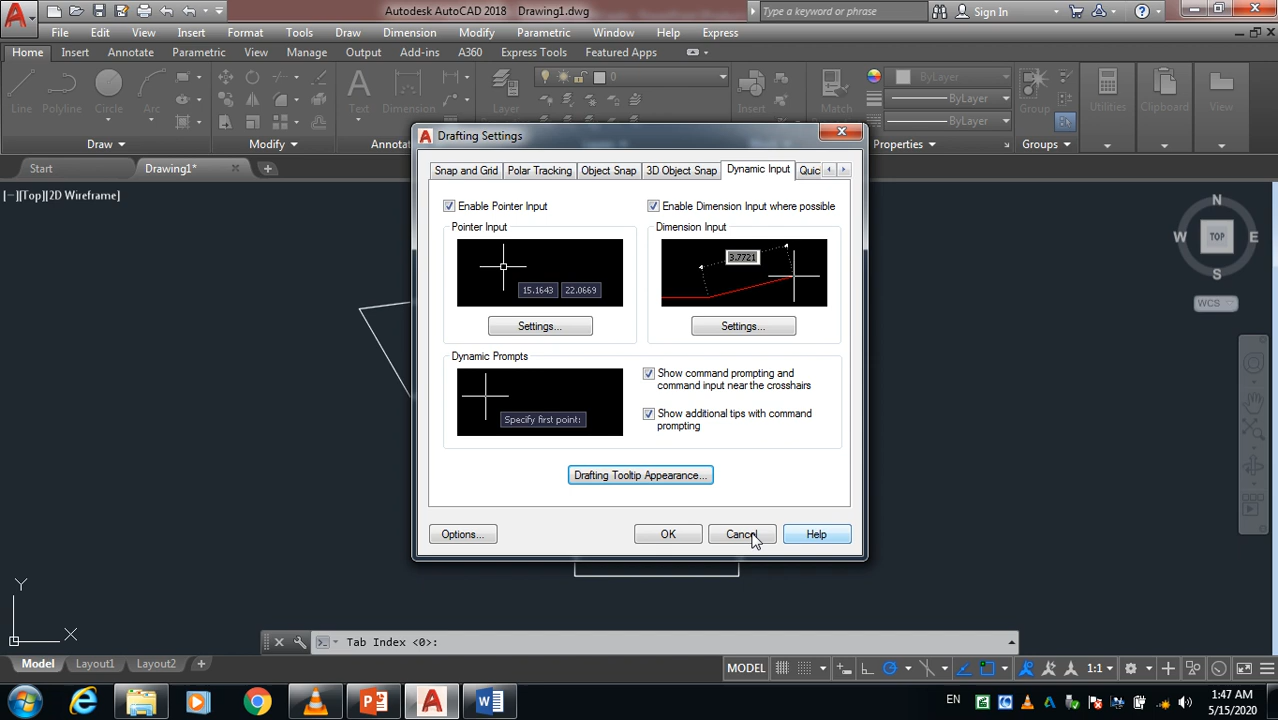 Autodesk AutoCAD 2018 Drawing1.dwg
Type a keyword or phrase
Sign In
File Edit View Insert Format Tools Draw Dimension Modify Parametric Window Help Express
Home Insert Annotate Parametric View Manage Output Add-ins A360 Express Tools Featured Apps
0
ByLayer
ByLayer
ByLayer
Line Polyline Circle Arc Text Dimension Layer Insert Match Group Utilities Clipboard View
Draw Modify Annotat Properties Groups
Start Drawing1*
[−][Top][2D Wireframe]
N
W TOP E
S
WCS
Drafting Settings
Snap and Grid Polar Tracking Object Snap 3D Object Snap Dynamic Input Quic
Enable Pointer Input
Enable Dimension Input where possible
Pointer Input
Dimension Input
3.7721
15.1643 22.0669
Settings...
Settings...
Dynamic Prompts
Specify first point:
Show command prompting and
command input near the crosshairs
Show additional tips with command
prompting
Drafting Tooltip Appearance...
Options... OK Cancel Help
Y
X
Tab Index <0>:
Model Layout1 Layout2
MODEL
1:1
EN
1:47 AM
5/15/2020